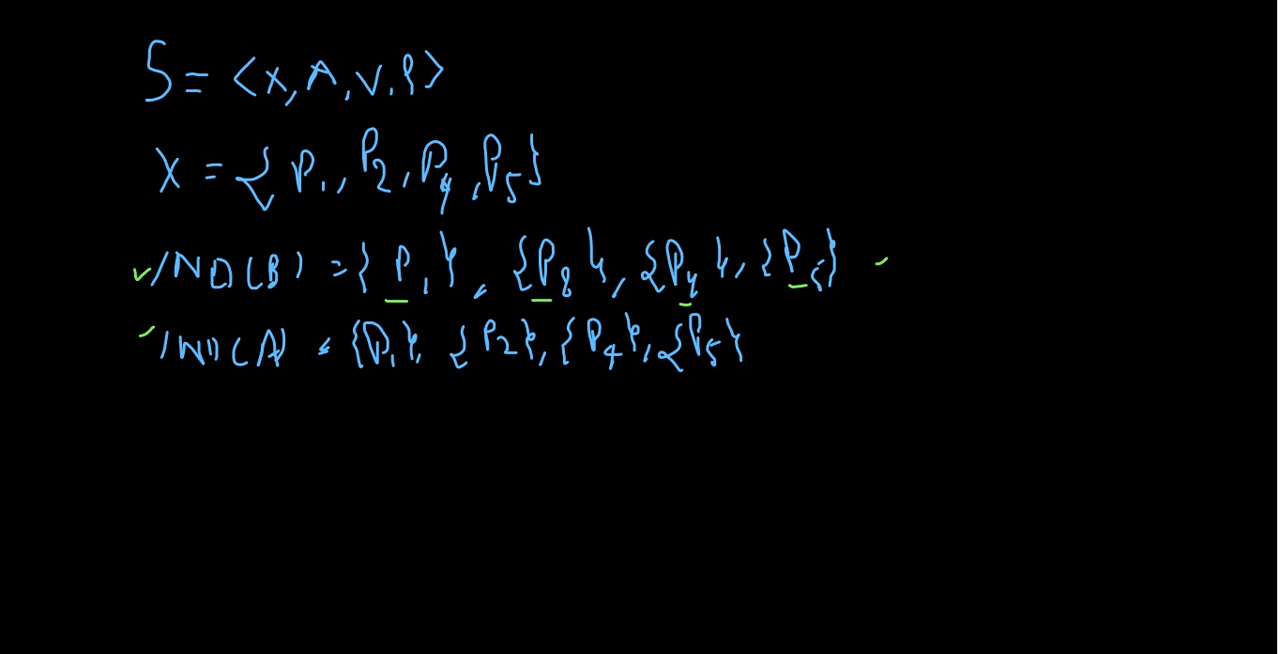 S = <X, A, V, ρ>
X = {P1, P2, P4, P5}
IND(B) = {P1}, {P2}, {P4}, {P5}
IND(A) = {P1}, {P2}, {P4}, {P5}